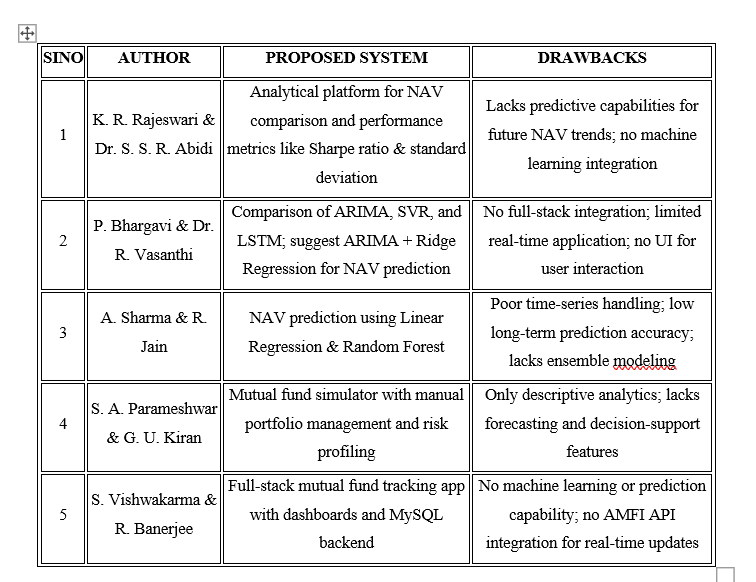 SINO AUTHOR PROPOSED SYSTEM DRAWBACKS
1
K. R. Rajeswari &
Dr. S. S. R. Abidi
Analytical platform for NAV
comparison and performance
metrics like Sharpe ratio & standard
deviation
Lacks predictive capabilities for
future NAV trends; no machine
learning integration
2
P. Bhargavi & Dr.
R. Vasanthi
Comparison of ARIMA, SVR, and
LSTM; suggest ARIMA + Ridge
Regression for NAV prediction
No full-stack integration; limited
real-time application; no UI for
user interaction
3
A. Sharma & R.
Jain
NAV prediction using Linear
Regression & Random Forest
Poor time-series handling; low
long-term prediction accuracy;
lacks ensemble modeling
4
S. A. Parameshwar
& G. U. Kiran
Mutual fund simulator with manual
portfolio management and risk
profiling
Only descriptive analytics; lacks
forecasting and decision-support
features
5
S. Vishwakarma &
R. Banerjee
Full-stack mutual fund tracking app
with dashboards and MySQL
backend
No machine learning or prediction
capability; no AMFI API
integration for real-time updates